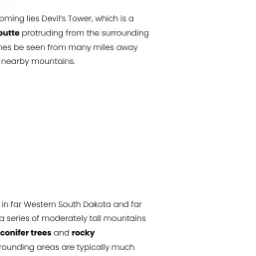 oming lies Devil's Tower, which is a
butte protruding from the surrounding
nes be seen from many miles away
nearby mountains.
in far Western South Dakota and far
a series of moderately tall mountains
conifer trees and rocky
rounding areas are typically much